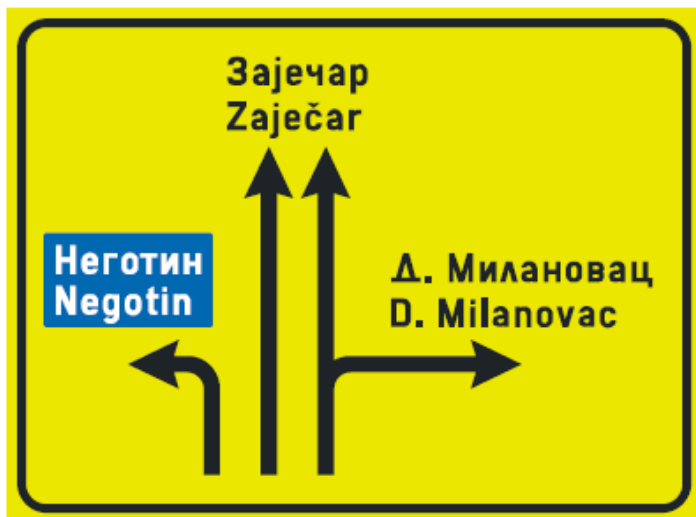 Зајечар
Zaječar
Неготин
Negotin
Д. Милановац
D. Milanovac